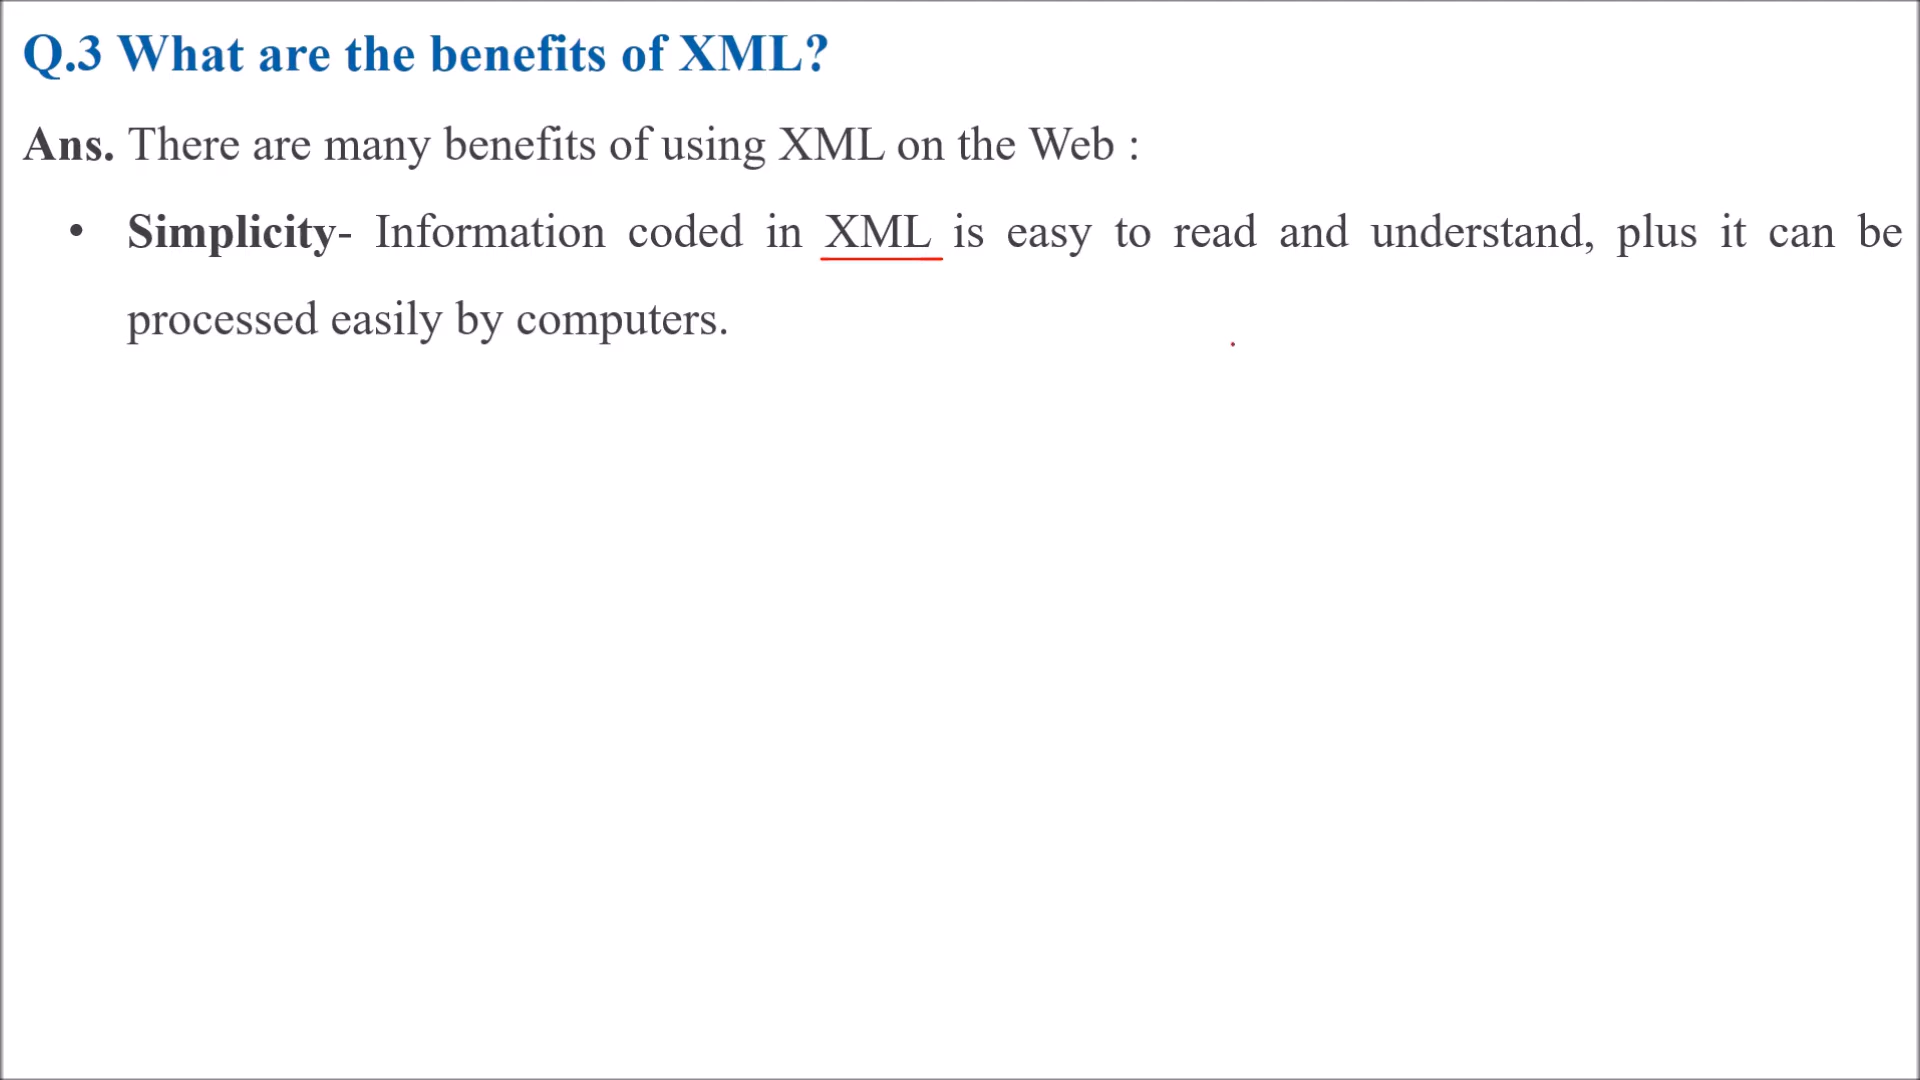 Q.3 What are the benefits of XML?
Ans. There are many benefits of using XML on the Web :
• Simplicity- Information coded in XML is easy to read and understand, plus it can be
processed easily by computers.